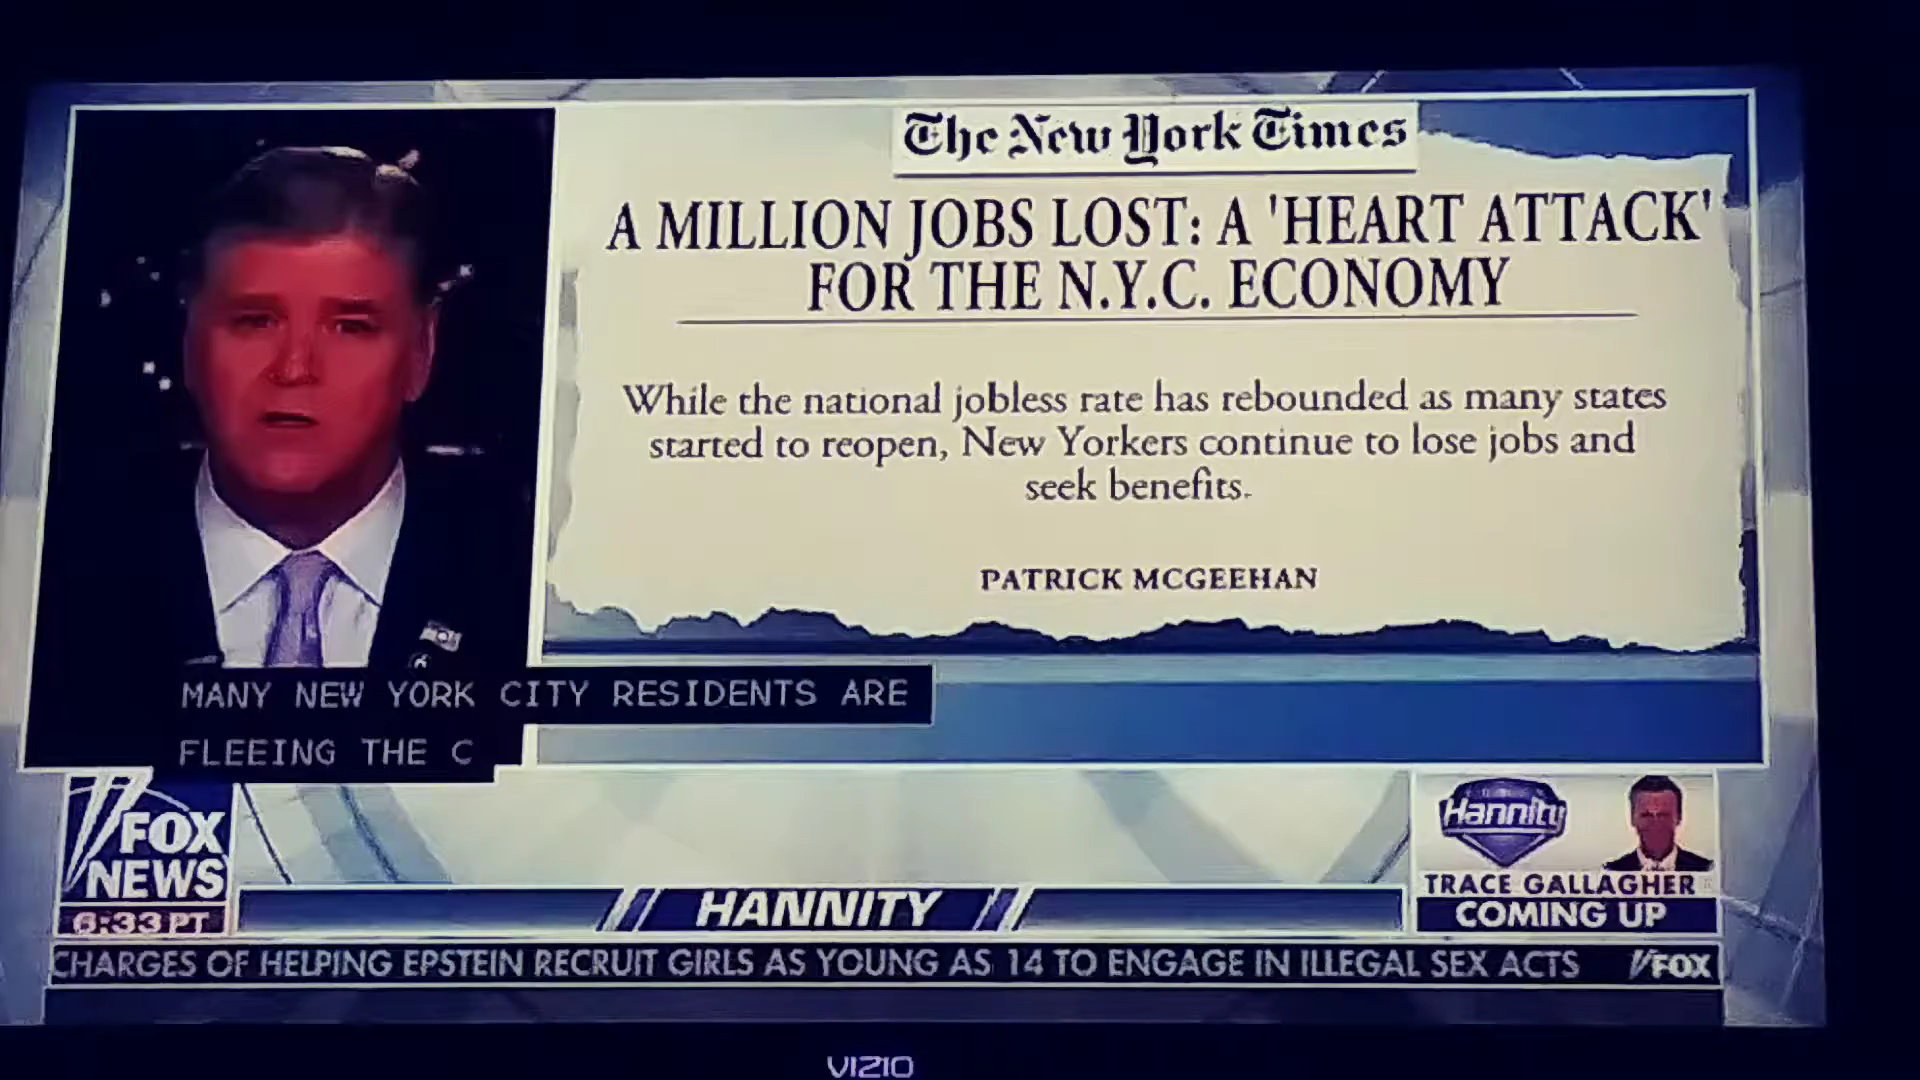 The New York Times
A MILLION JOBS LOST: A 'HEART ATTACK'
FOR THE N.Y.C. ECONOMY
While the national jobless rate has rebounded as many states
started to reopen, New Yorkers continue to lose jobs and
seek benefits.
PATRICK MCGEEHAN
MANY NEW YORK CITY RESIDENTS ARE
FLEEING THE C
FOX
NEWS
6:33 PT
HANNITY
Hannity
TRACE GALLAGHER
COMING UP
CHARGES OF HELPING EPSTEIN RECRUIT GIRLS AS YOUNG AS 14 TO ENGAGE IN ILLEGAL SEX ACTS
FOX
VIZIO